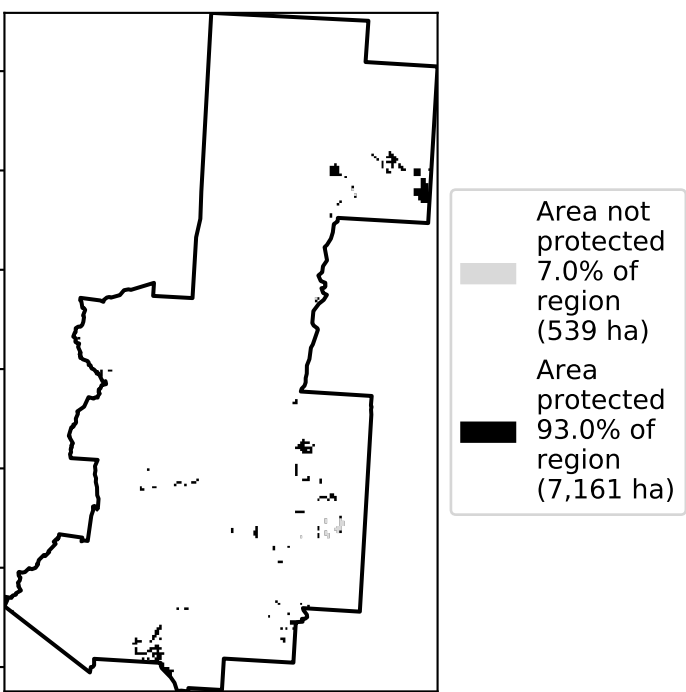 Area not
protected
7.0% of
region
(539 ha)
Area
protected
93.0% of
region
(7,161 ha)